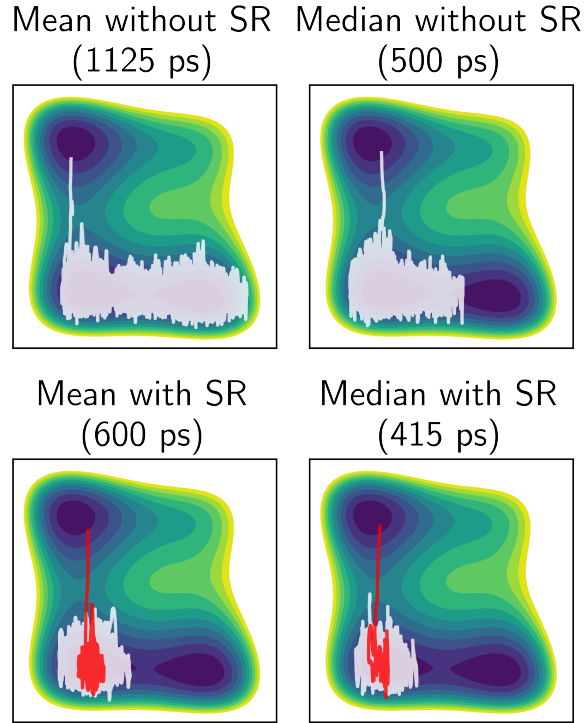 Mean without SR
(1125 ps)
Median without SR
(500 ps)
Mean with SR
(600 ps)
Median with SR
(415 ps)